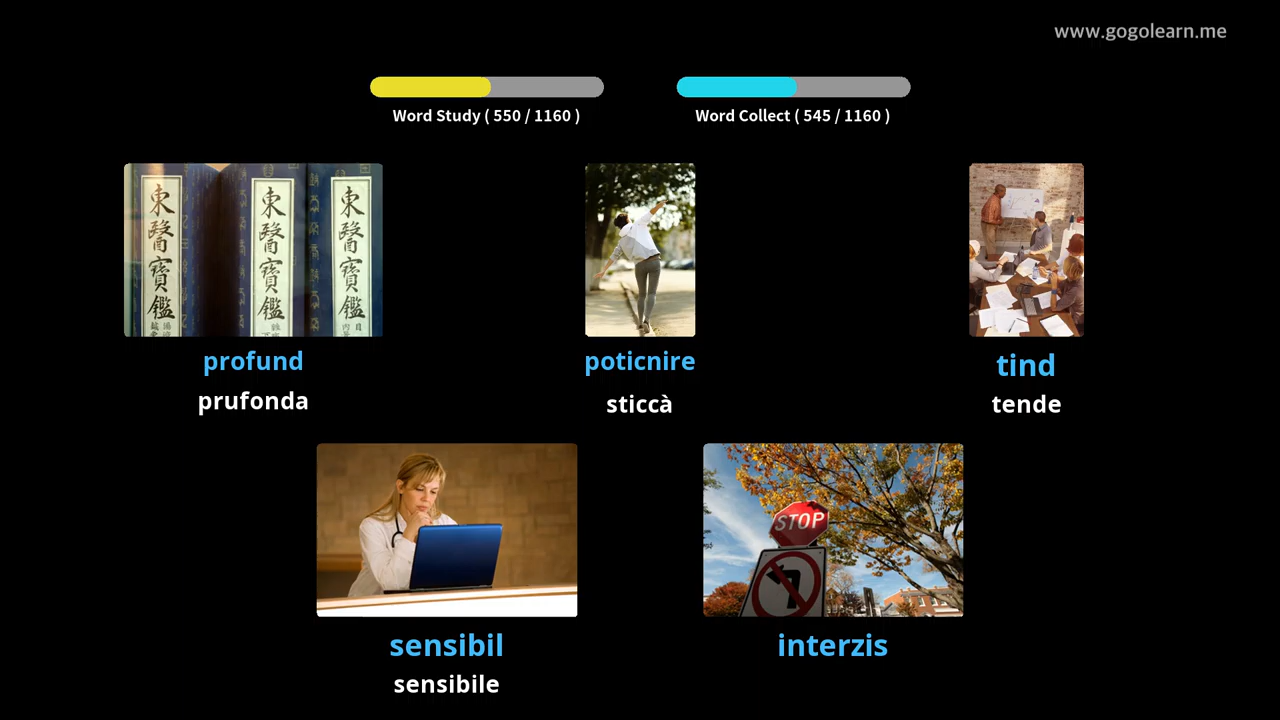 www.gogolearn.me
Word Study ( 550 / 1160 )
Word Collect ( 545 / 1160 )
東醫寶鑑
東醫寶鑑
東醫寶鑑
profund
prufonda
poticnire
sticcà
tind
tende
STOP
sensibil
sensibile
interzis